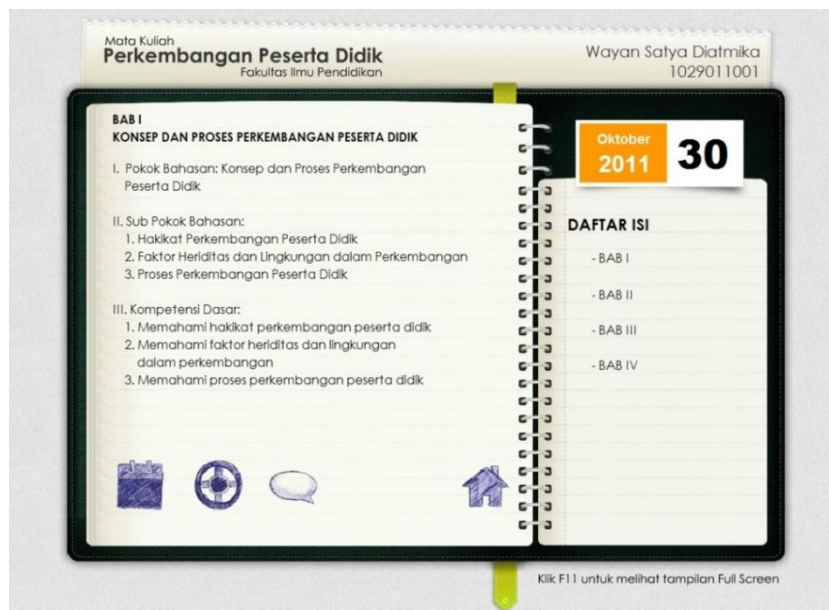 Mata Kuliah
Perkembangan Peserta Didik
Fakultas Ilmu Pendidikan
Wayan Satya Diatmika
1029011001
BAB I
KONSEP DAN PROSES PERKEMBANGAN PESERTA DIDIK
I. Pokok Bahasan: Konsep dan Proses Perkembangan
Peserta Didik
II. Sub Pokok Bahasan:
1. Hakikat Perkembangan Peserta Didik
2. Faktor Heriditas dan Lingkungan dalam Perkembangan
3. Proses Perkembangan Peserta Didik
III. Kompetensi Dasar:
1. Memahami hakikat perkembangan peserta didik
2. Memahami faktor heriditas dan lingkungan
dalam perkembangan
3. Memahami proses perkembangan peserta didik
Oktober
2011
30
DAFTAR ISI
- BAB I
- BAB II
- BAB III
- BAB IV
Klik F11 untuk melihat tampilan Full Screen